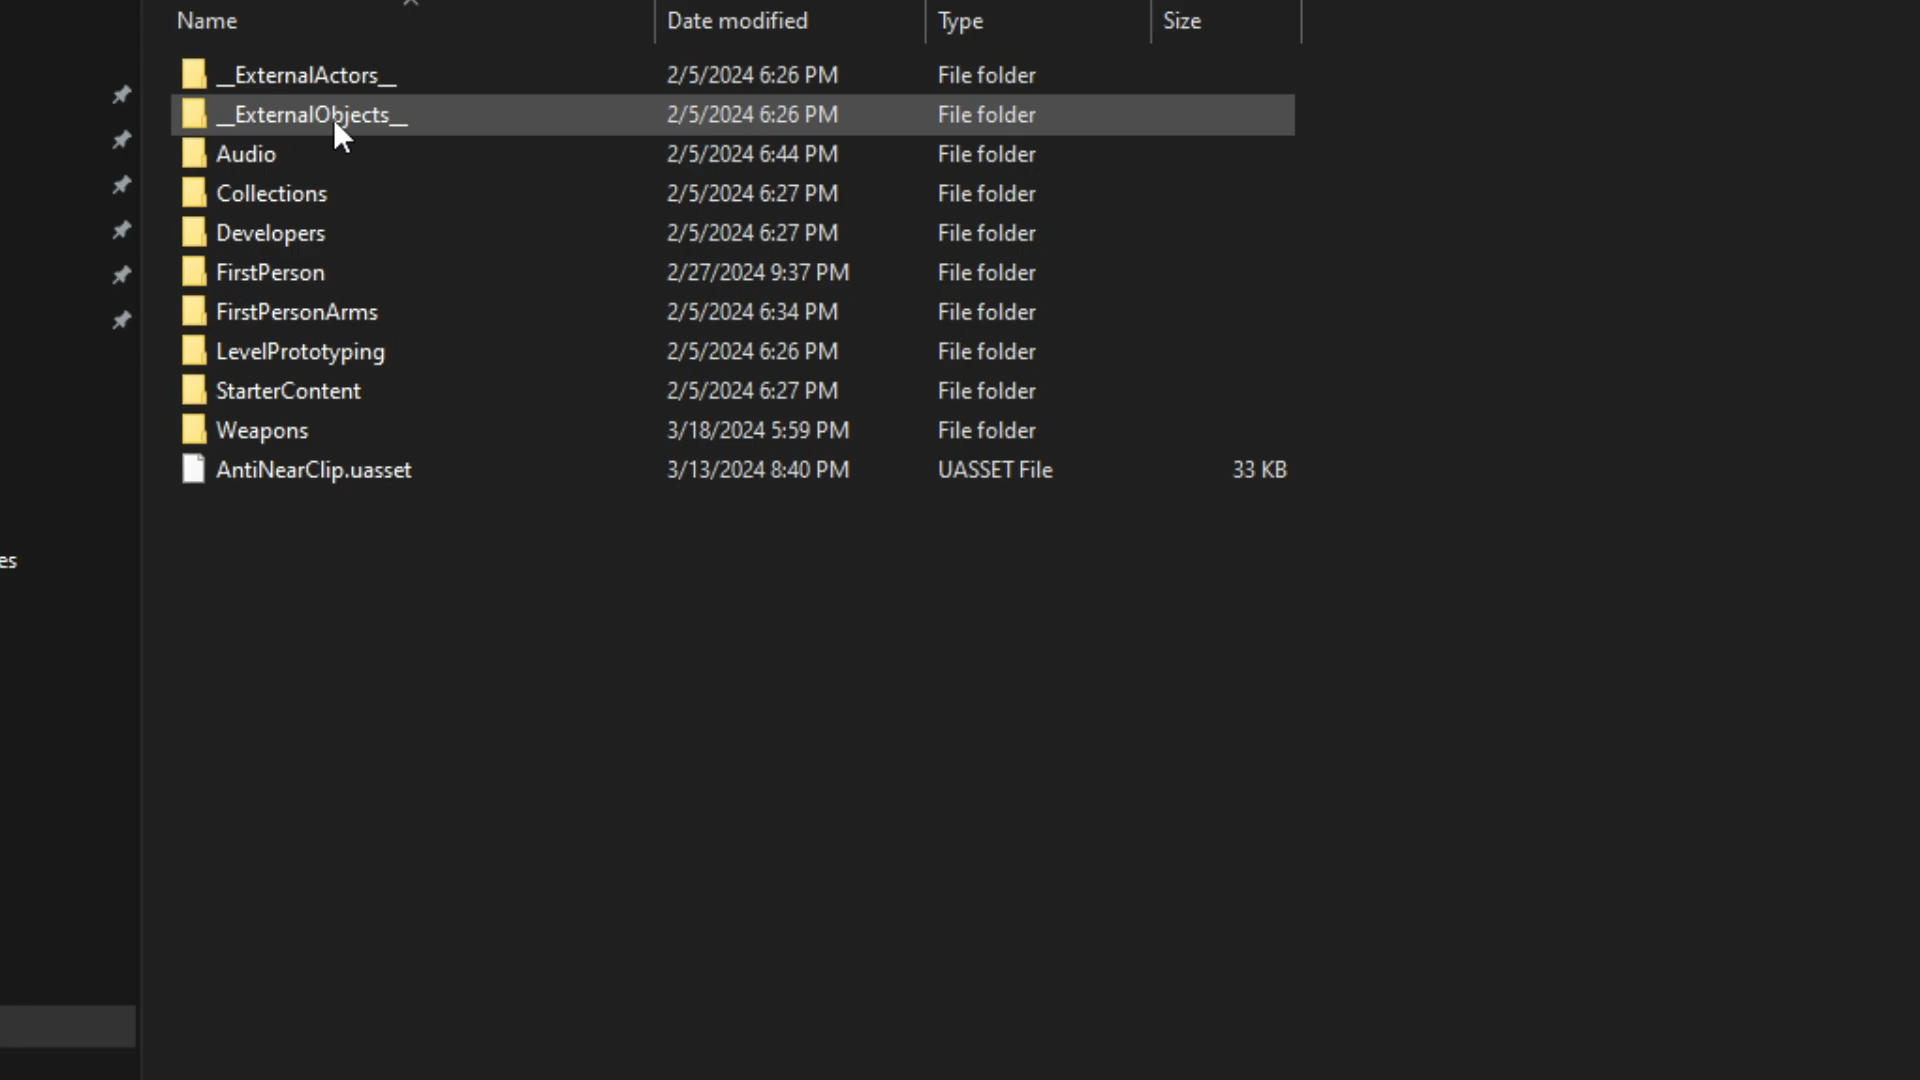 Name Date modified Type Size
__ExternalActors__ 2/5/2024 6:26 PM File folder
__ExternalObjects__ 2/5/2024 6:26 PM File folder
Audio 2/5/2024 6:44 PM File folder
Collections 2/5/2024 6:27 PM File folder
Developers 2/5/2024 6:27 PM File folder
FirstPerson 2/27/2024 9:37 PM File folder
FirstPersonArms 2/5/2024 6:34 PM File folder
LevelPrototyping 2/5/2024 6:26 PM File folder
StarterContent 2/5/2024 6:27 PM File folder
Weapons 3/18/2024 5:59 PM File folder
AntiNearClip.uasset 3/13/2024 8:40 PM UASSET File 33 KB
es